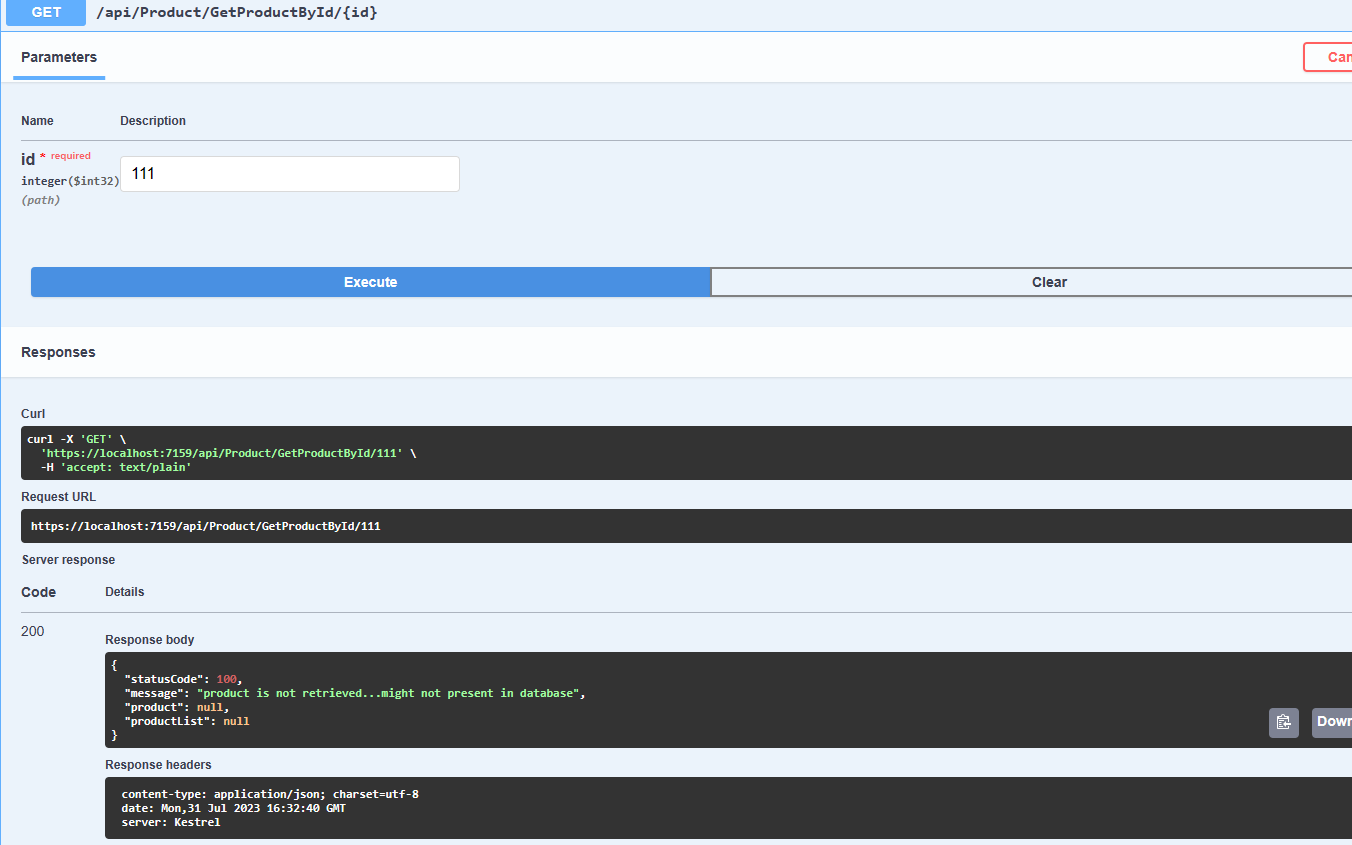 GET /api/Product/GetProductById/{id}
Parameters
Can
Name Description
id * required
integer($int32)
(path)
111
Execute Clear
Responses
Curl
curl -X 'GET' \
'https://localhost:7159/api/Product/GetProductById/111' \
-H 'accept: text/plain'
Request URL
https://localhost:7159/api/Product/GetProductById/111
Server response
Code Details
200
Response body
{
"statusCode": 100,
"message": "product is not retrieved...might not present in database",
"product": null,
"productList": null
}
Down
Response headers
content-type: application/json; charset=utf-8
date: Mon,31 Jul 2023 16:32:40 GMT
server: Kestrel